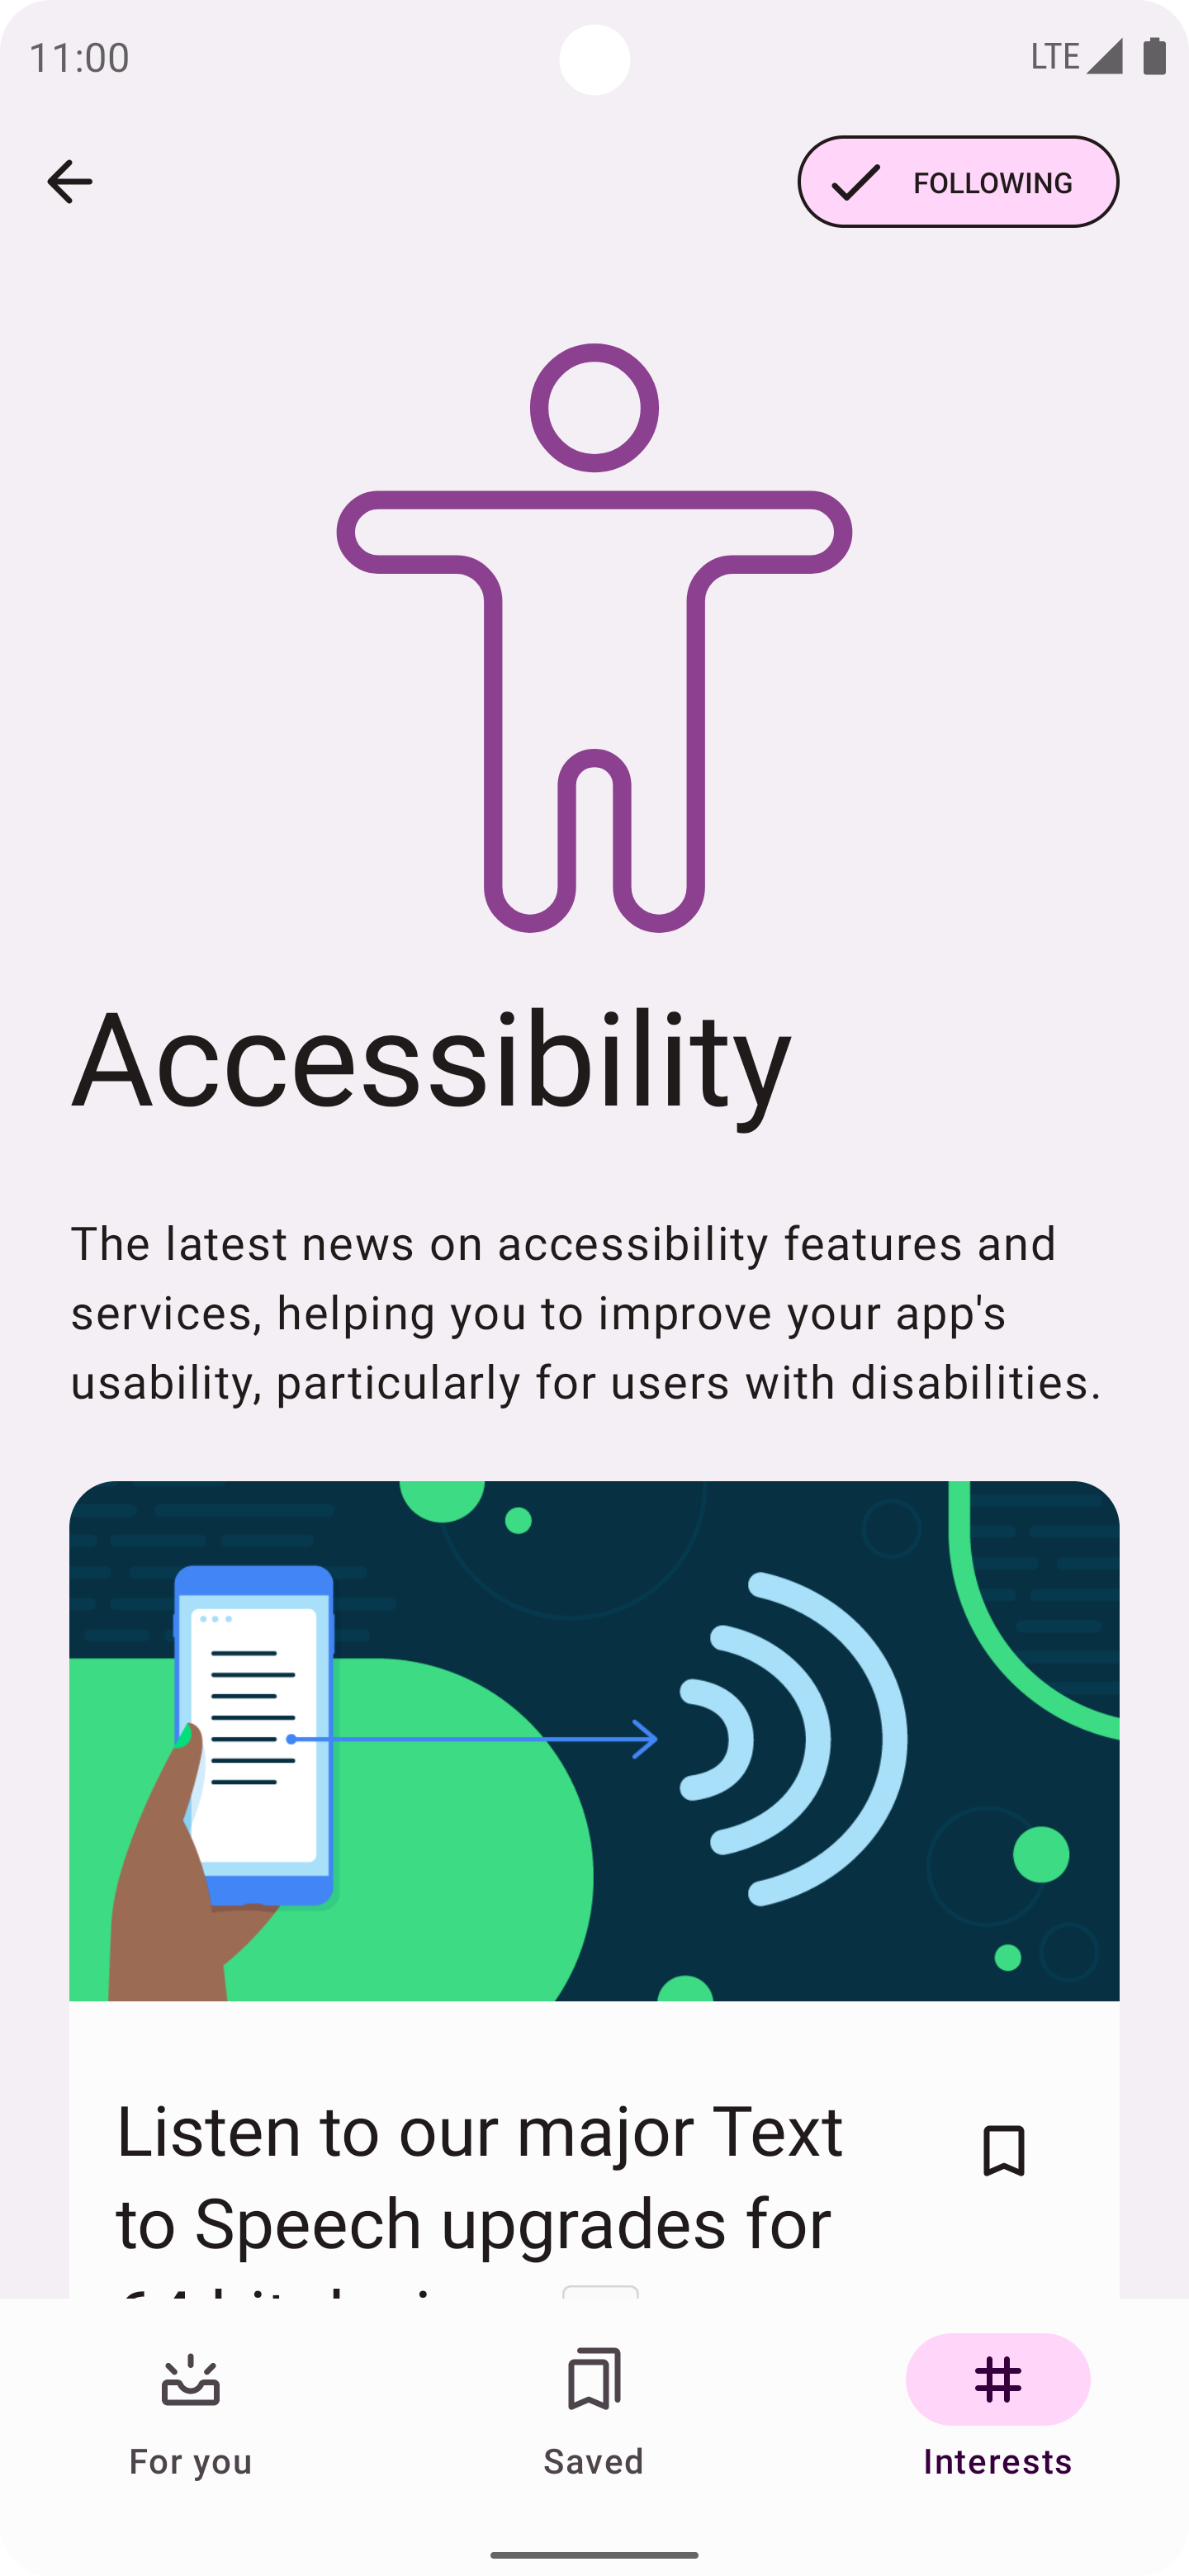 11:00
LTE
FOLLOWING
Accessibility
The latest news on accessibility features and
services, helping you to improve your app's
usability, particularly for users with disabilities.
Listen to our major Text
to Speech upgrades for
For you
Saved
Interests